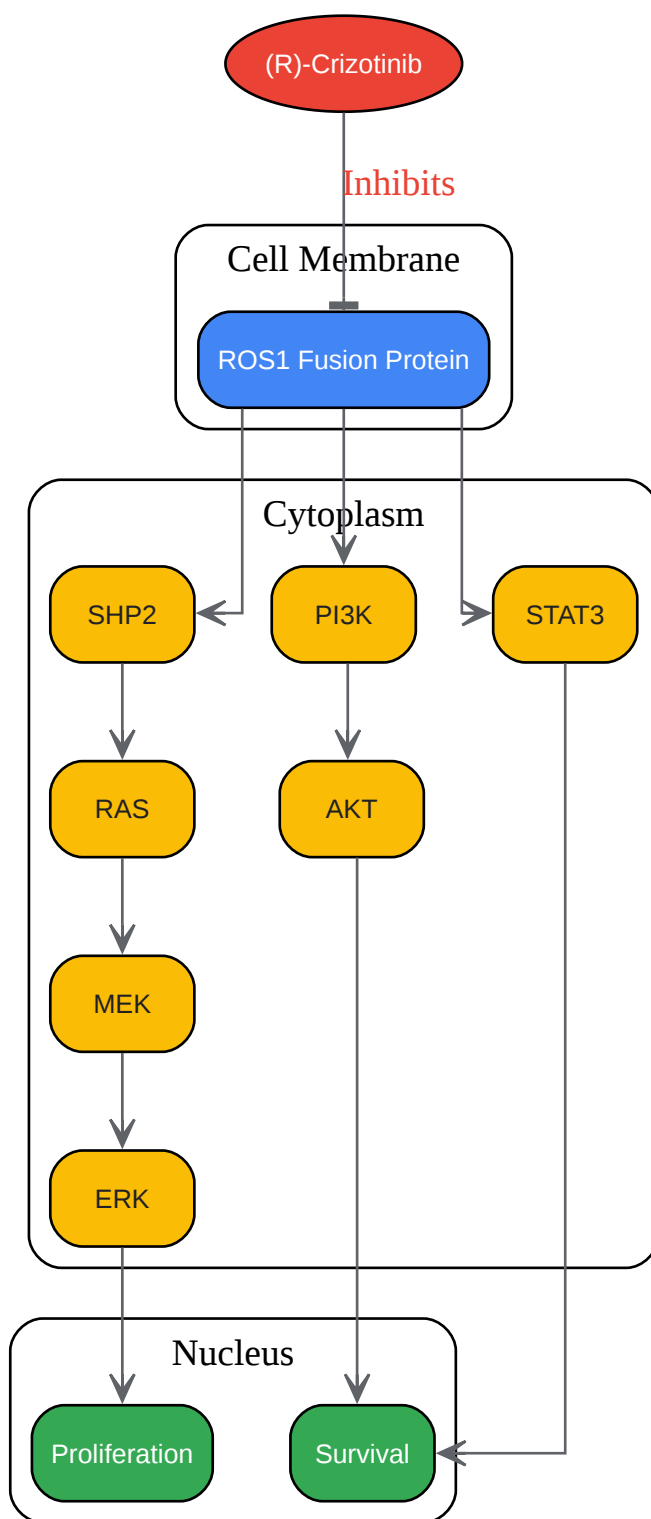 (R)-Crizotinib
Inhibits
Cell Membrane
ROS1 Fusion Protein
Cytoplasm
SHP2
PI3K
STAT3
RAS
AKT
MEK
ERK
Nucleus
Proliferation
Survival